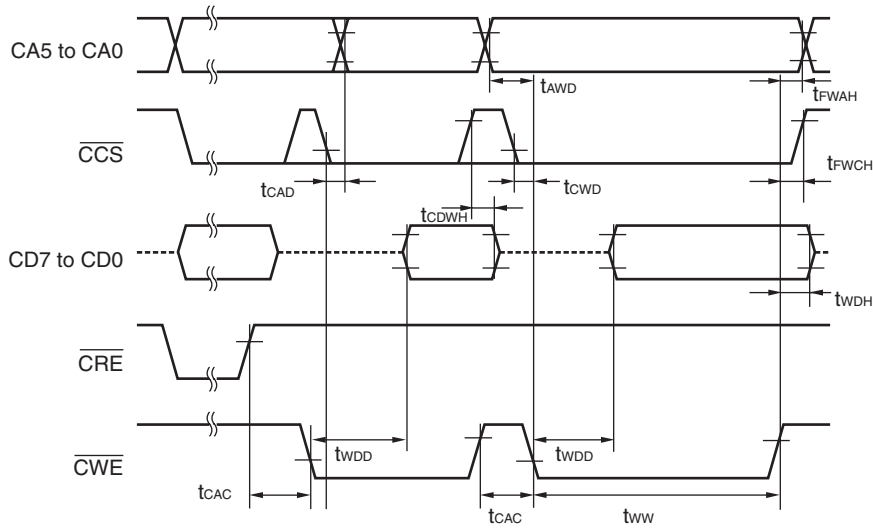 CA5 to CA0
tAWD
tFWAH
CCS
tCAD
tCWD
tFWCH
tCDWH
CD7 to CD0
tWDH
CRE
CWE
tWDD
tWDD
tCAC
tCAC
tWW